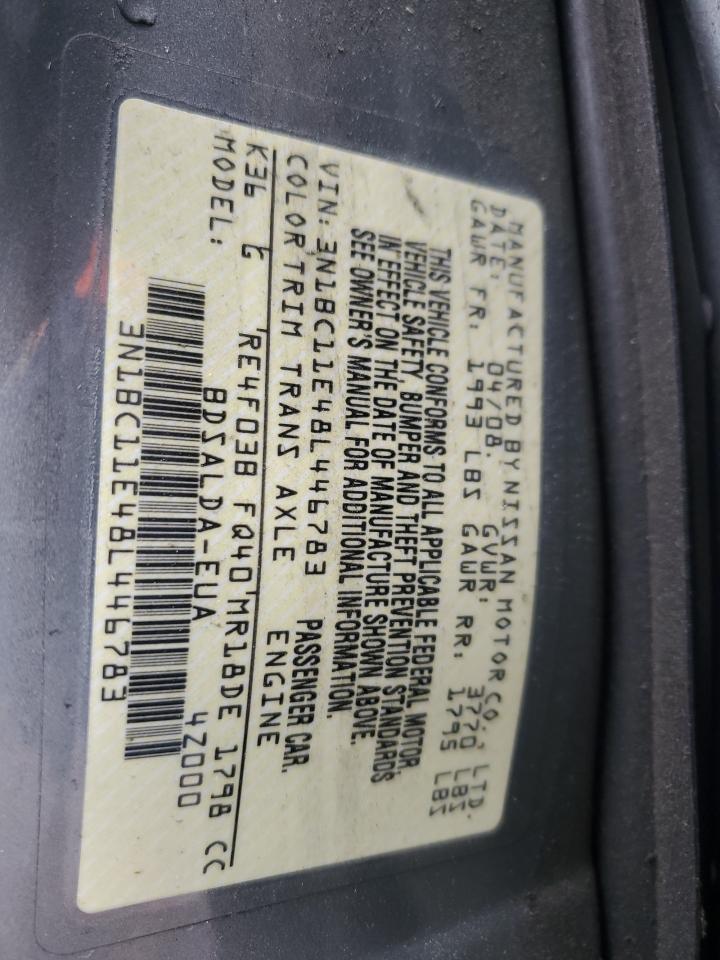 MANUFACTURED BY NISSAN MOTOR CO., LTD.
DATE: 04/08. GVWR: 3770 LBS
GAWR FR: 1993 LBS GAWR RR: 1795 LBS
THIS VEHICLE CONFORMS TO ALL APPLICABLE FEDERAL MOTOR
VEHICLE SAFETY, BUMPER AND THEFT PREVENTION STANDARDS
IN EFFECT ON THE DATE OF MANUFACTURE SHOWN ABOVE.
SEE OWNER'S MANUAL FOR ADDITIONAL INFORMATION.
VIN: 3N1BC11E48L446783 PASSENGER CAR.
COLOR TRIM TRANS AXLE ENGINE
K36 G RE4F03B FQ40 MR18DE 1798 CC
MODEL: BDSALDA-EUA 4Z000
3N1BC11E48L446783